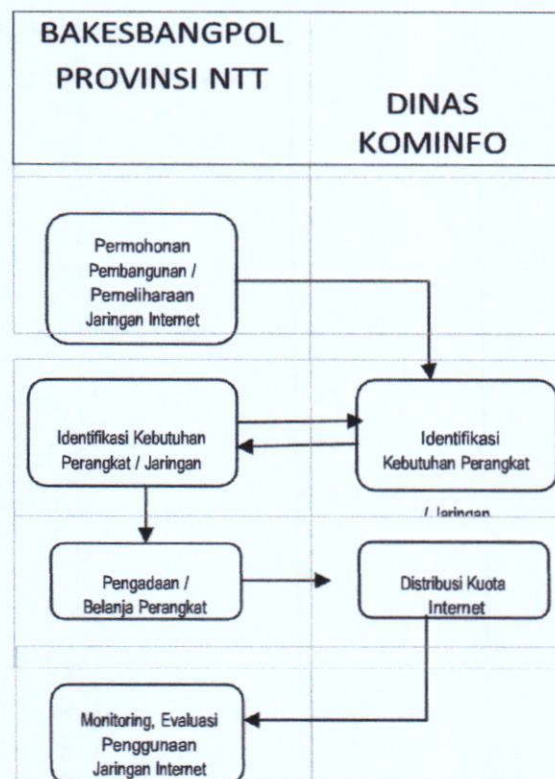 BAKESBANGPOL
PROVINSI NTT
DINAS
KOMINFO
Permohonan
Pembangunan /
Pemeliharaan
Jaringan Internet
Identifikasi Kebutuhan
Perangkat / Jaringan
Identifikasi
Kebutuhan Perangkat
/ Jaringan
Pengadaan /
Belanja Perangkat
Distribusi Kuota
Internet
Monitoring, Evaluasi
Penggunaan
Jaringan Internet